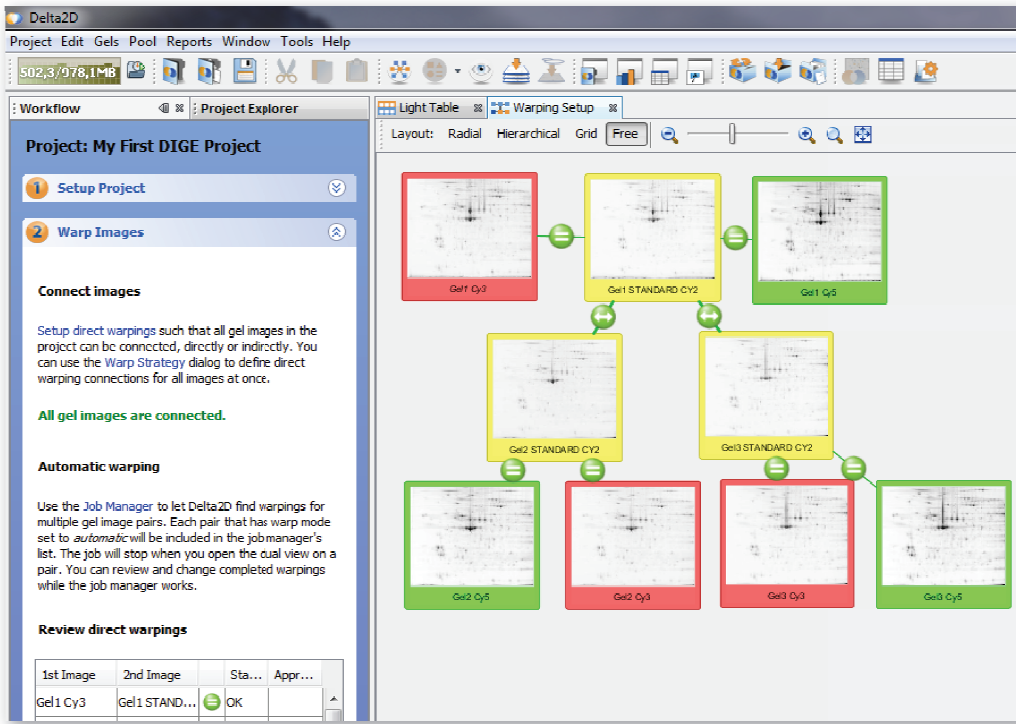 Delta2D
Project Edit Gels Pool Reports Window Tools Help
502,3/978,1MB
Workflow
Project Explorer
Light Table
Warping Setup
Layout: Radial Hierarchical Grid Free
Project: My First DIGE Project
1 Setup Project
2 Warp Images
Connect images
Setup direct warpings such that all gel images in the
project can be connected, directly or indirectly. You
can use the Warp Strategy dialog to define direct
warping connections for all images at once.
All gel images are connected.
Automatic warping
Use the Job Manager to let Delta2D find warpings for
multiple gel image pairs. Each pair that has warp mode
set to automatic will be included in the job manager's
list. The job will stop when you open the dual view on a
pair. You can review and change completed warpings
while the job manager works.
Review direct warpings
1st Image 2nd Image Sta... Appr...
Gel1 Cy3 Gel1 STAND... OK
Gel1 Cy3
Gel1 STANDARD CY2
Gel1 Cy5
Gel2 STANDARD CY2
Gel3 STANDARD CY2
Gel2 Cy5
Gel2 Cy3
Gel3 Cy3
Gel3 Cy5